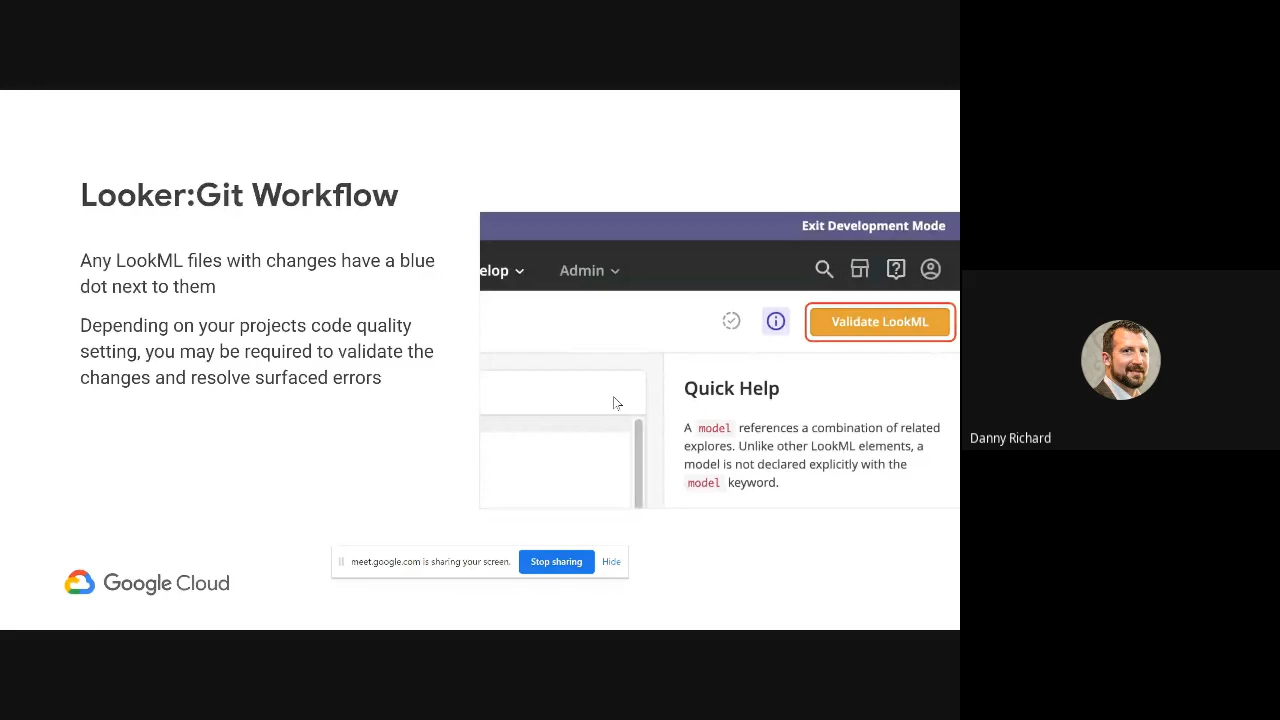 Looker:Git Workflow
Any LookML files with changes have a blue
dot next to them
Depending on your projects code quality
setting, you may be required to validate the
changes and resolve surfaced errors
Exit Development Mode
elop
Admin
Validate LookML
Quick Help
A model references a combination of related
explores. Unlike other LookML elements, a
model is not declared explicitly with the
model keyword.
meet.google.com is sharing your screen.
Stop sharing
Hide
Google Cloud
Danny Richard